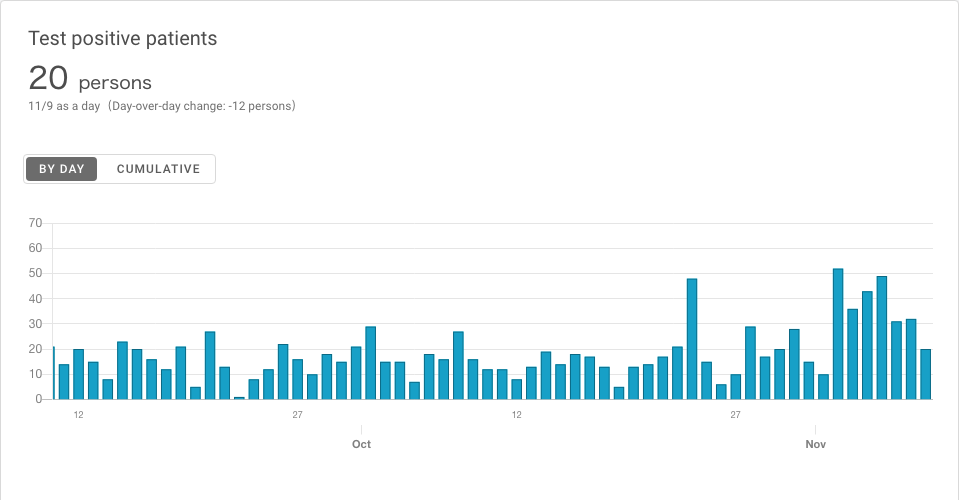 Test positive patients
20 persons
11/9 as a day（Day-over-day change: -12 persons）
BY DAY CUMULATIVE
70
60
50
40
30
20
10
0
12 27 12 27
Oct Nov